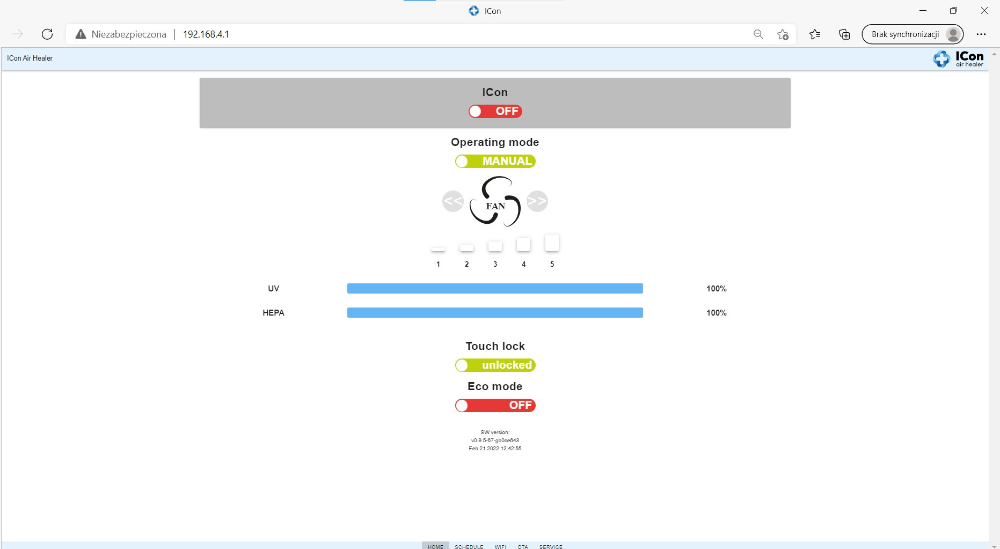 ICon
Niezabezpieczona | 192.168.4.1
Brak synchronizacji
ICon Air Healer
ICon
air healer
ICon
OFF
Operating mode
MANUAL
<< FAN >>
1 2 3 4 5
UV 100%
HEPA 100%
Touch lock
unlocked
Eco mode
OFF
SW version:
v0.9.5-67-gb0ce643
Feb 21 2022 12:42:55
HOME SCHEDULE WIFI OTA SERVICE